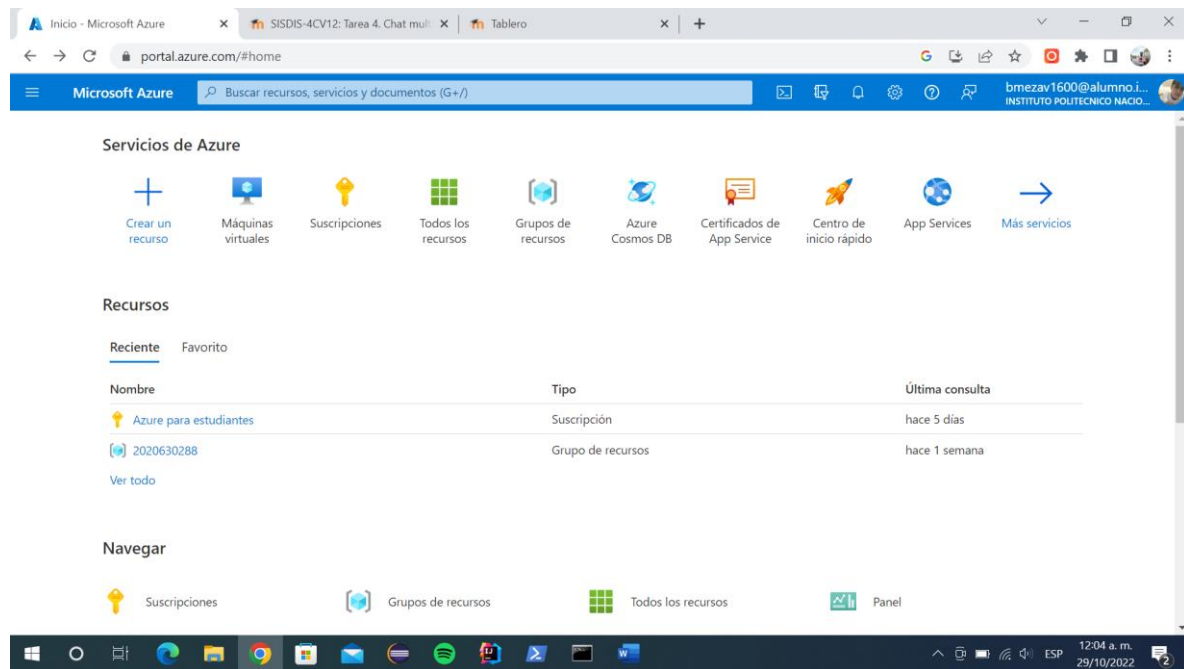 Inicio - Microsoft Azure
SISDIS-4CV12: Tarea 4. Chat mul
Tablero
portal.azure.com/#home
Microsoft Azure
Buscar recursos, servicios y documentos (G+/)
bmezav1600@alumno.i...
INSTITUTO POLITECNICO NACIO...
Servicios de Azure
Crear un
recurso
Máquinas
virtuales
Suscripciones
Todos los
recursos
Grupos de
recursos
Azure
Cosmos DB
Certificados de
App Service
Centro de
inicio rápido
App Services
Más servicios
Recursos
Reciente Favorito
Nombre Tipo Última consulta
Azure para estudiantes Suscripción hace 5 días
2020630288 Grupo de recursos hace 1 semana
Ver todo
Navegar
Suscripciones Grupos de recursos Todos los recursos Panel
ESP
12:04 a. m.
29/10/2022
2